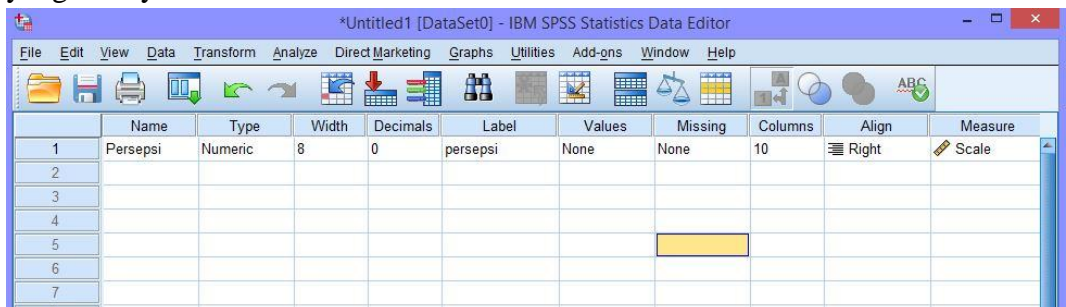 *Untitled1 [DataSet0] - IBM SPSS Statistics Data Editor
File Edit View Data Transform Analyze Direct Marketing Graphs Utilities Add-ons Window Help
Name Type Width Decimals Label Values Missing Columns Align Measure
1 Persepsi Numeric 8 0 persepsi None None 10 Right Scale
2
3
4
5
6
7